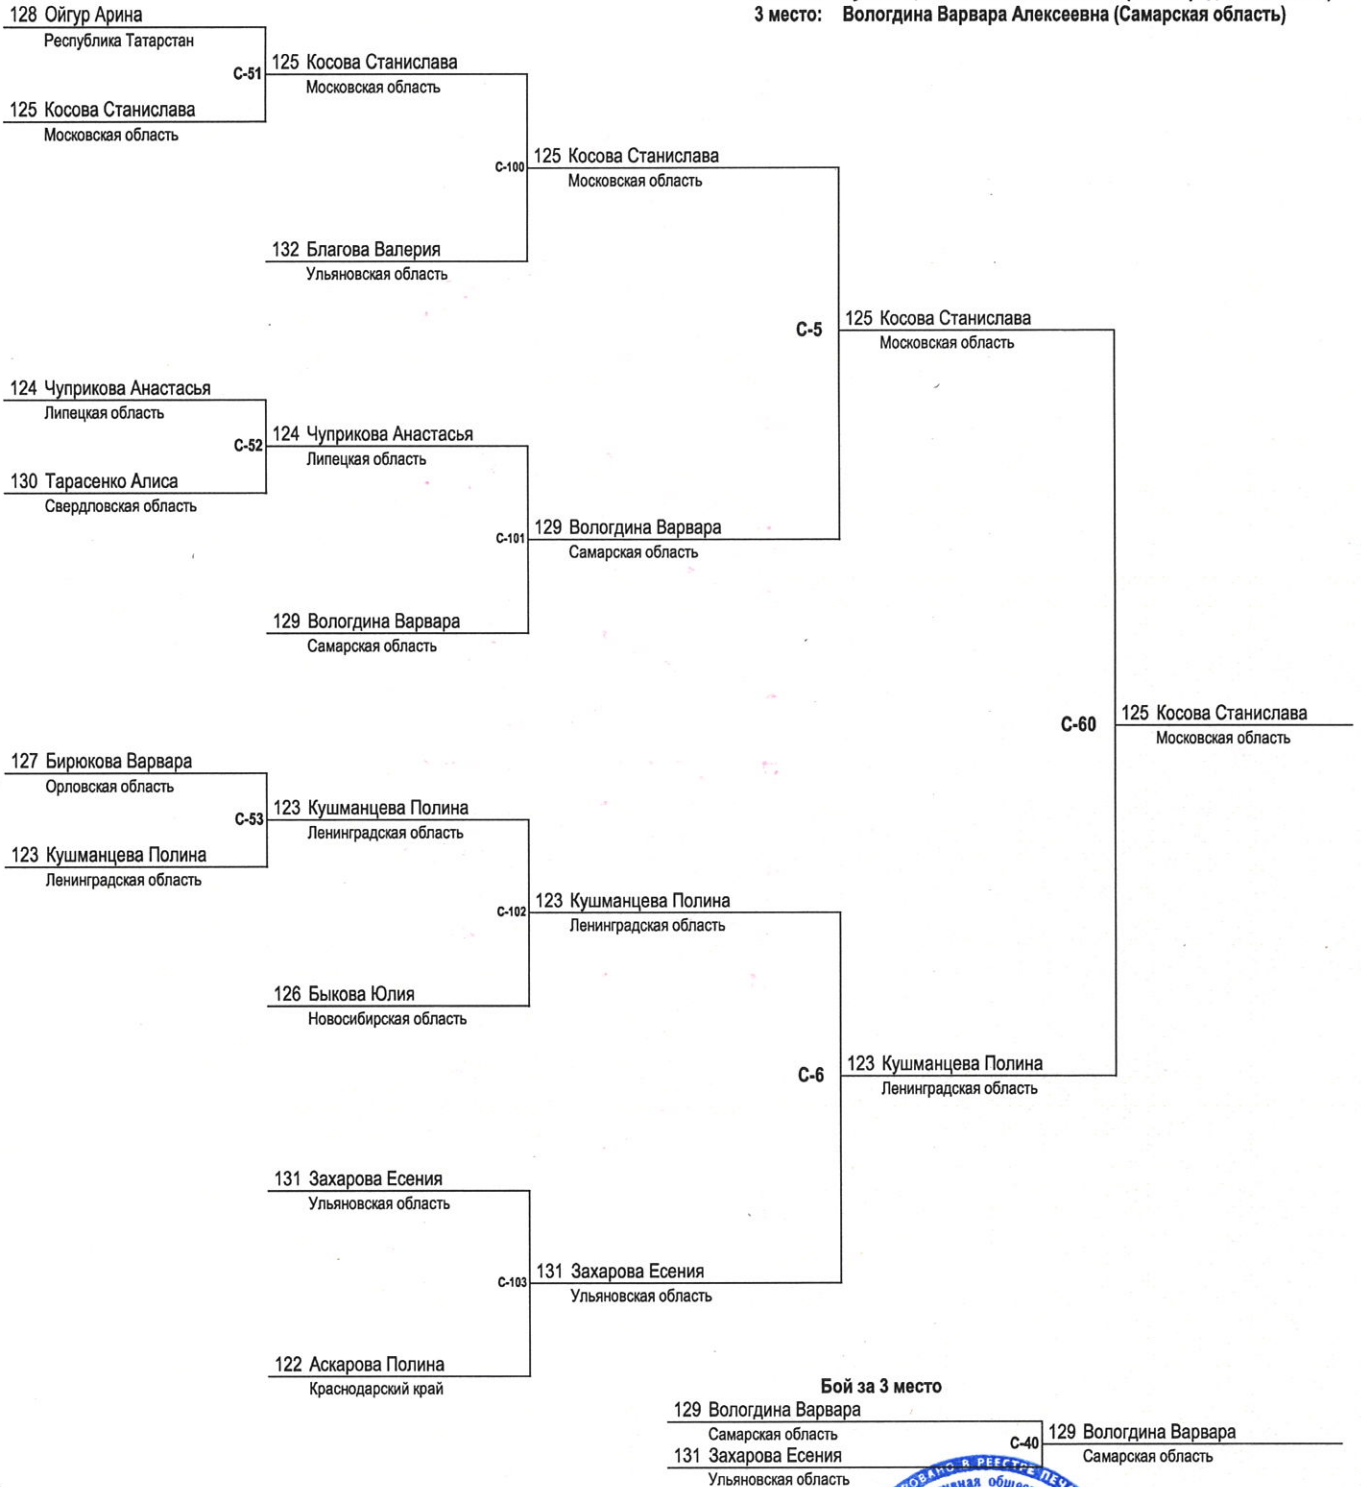 3 место: Вологдина Варвара Алексеевна (Самарская область)
128 Ойгур Арина
Республика Татарстан
С-51
125 Косова Станислава
Московская область
125 Косова Станислава
Московская область
С-100
125 Косова Станислава
Московская область
132 Благова Валерия
Ульяновская область
С-5
125 Косова Станислава
Московская область
124 Чуприкова Анастасья
Липецкая область
С-52
124 Чуприкова Анастасья
Липецкая область
130 Тарасенко Алиса
Свердловская область
С-101
129 Вологдина Варвара
Самарская область
129 Вологдина Варвара
Самарская область
С-60
125 Косова Станислава
Московская область
127 Бирюкова Варвара
Орловская область
С-53
123 Кушманцева Полина
Ленинградская область
123 Кушманцева Полина
Ленинградская область
С-102
123 Кушманцева Полина
Ленинградская область
126 Быкова Юлия
Новосибирская область
С-6
123 Кушманцева Полина
Ленинградская область
131 Захарова Есения
Ульяновская область
С-103
131 Захарова Есения
Ульяновская область
122 Аскарова Полина
Краснодарский край
Бой за 3 место
129 Вологдина Варвара
Самарская область
С-40
129 Вологдина Варвара
Самарская область
131 Захарова Есения
Ульяновская область
В РЕЕСТРЕ